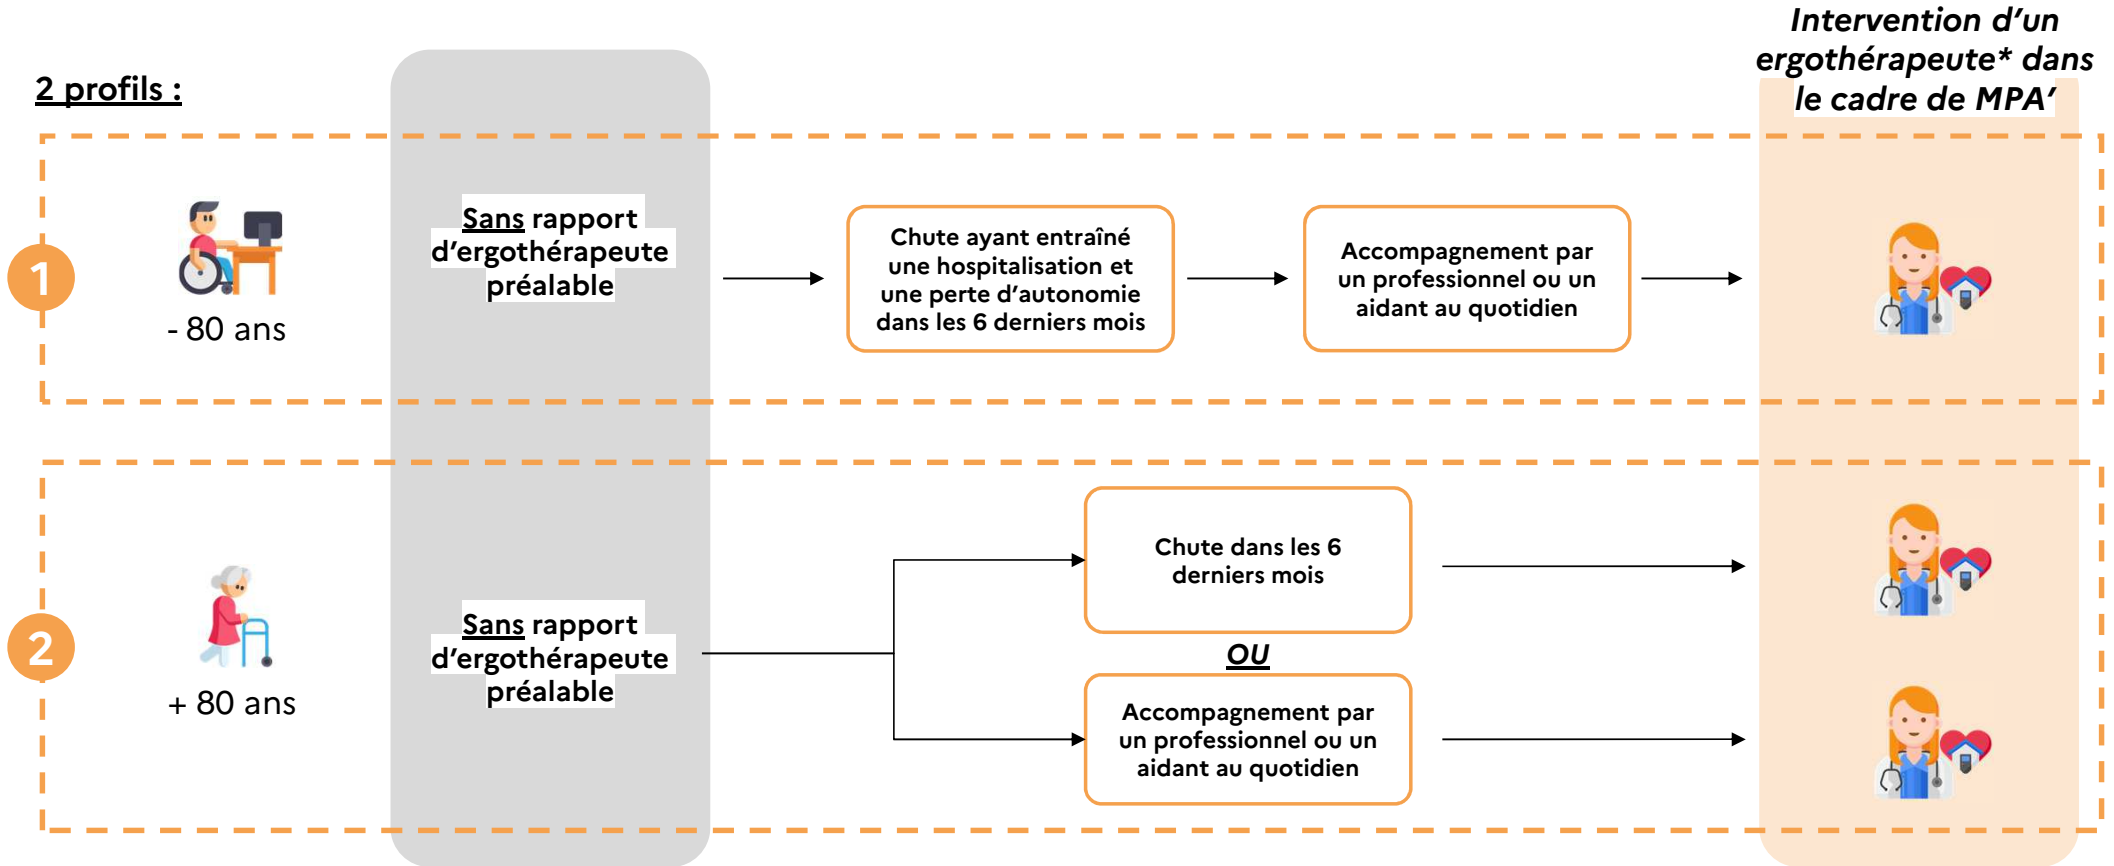 2 profils :
Intervention d’un
ergothérapeute* dans
le cadre de MPA’
1
- 80 ans
Sans rapport
d’ergothérapeute
préalable
Chute ayant entraîné
une hospitalisation et
une perte d’autonomie
dans les 6 derniers mois
Accompagnement par
un professionnel ou un
aidant au quotidien
2
+ 80 ans
Sans rapport
d’ergothérapeute
préalable
Chute dans les 6
derniers mois
OU
Accompagnement par
un professionnel ou un
aidant au quotidien